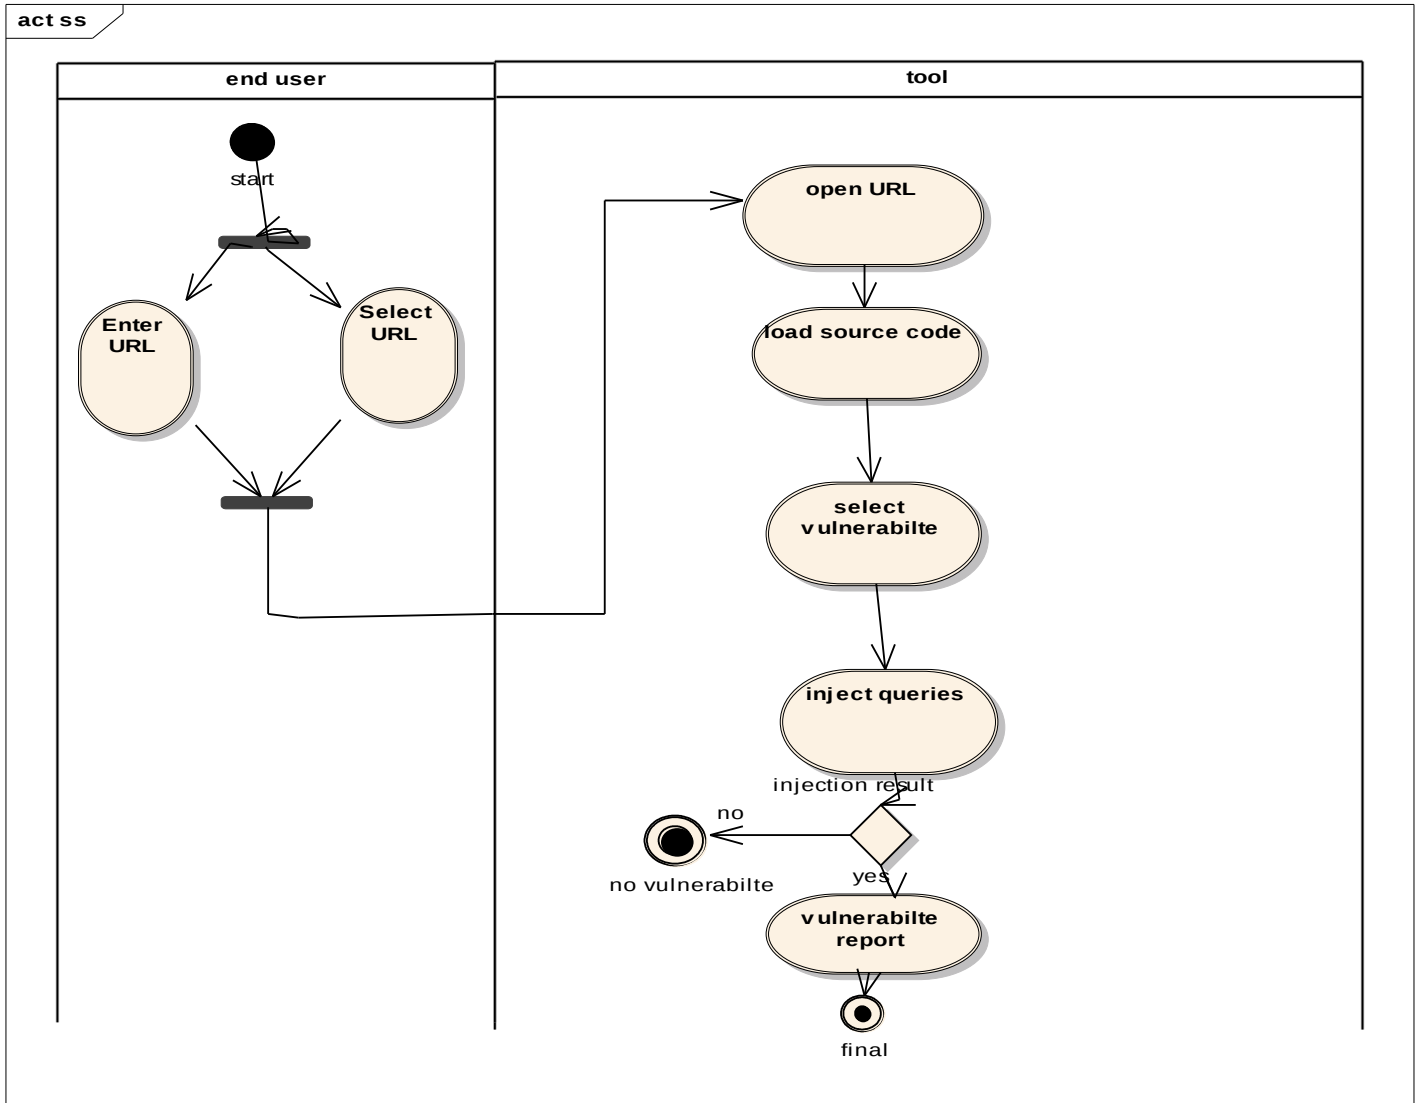 act ss
end user
tool
start
open URL
Enter
URL
Select
URL
load source code
select
vulnerabilte
inject queries
injection result
no
no vulnerabilte
yes
vulnerabilte
report
final